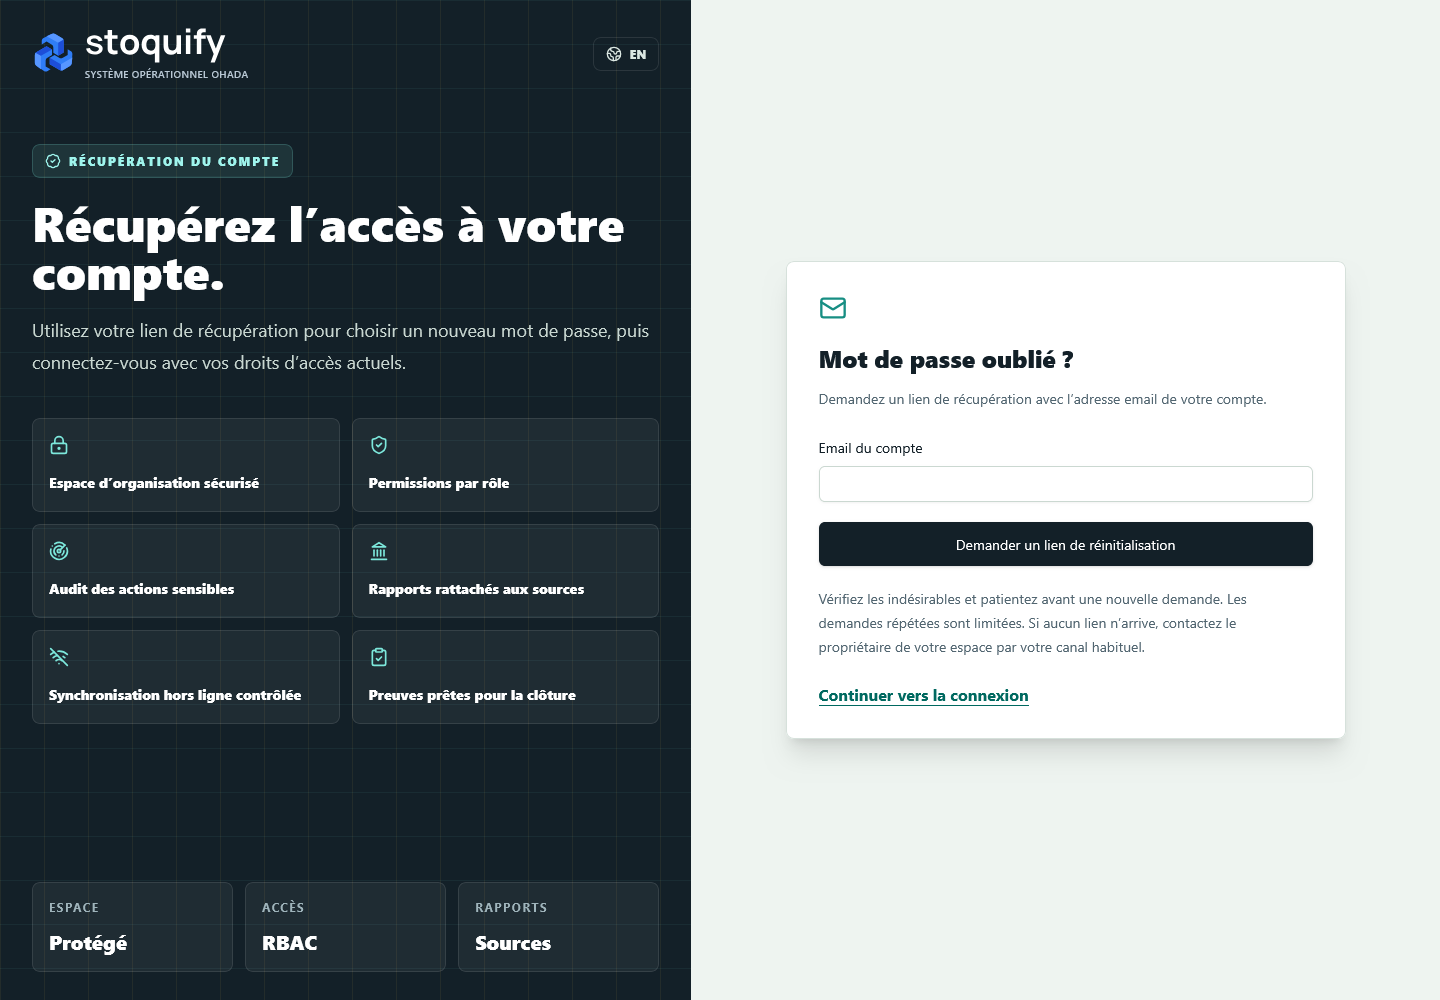 stoquify
SYSTÈME OPÉRATIONNEL OHADA
EN
RÉCUPÉRATION DU COMPTE
Récupérez l’accès à votre
compte.
Utilisez votre lien de récupération pour choisir un nouveau mot de passe, puis
connectez-vous avec vos droits d’accès actuels.
Espace d’organisation sécurisé
Permissions par rôle
Audit des actions sensibles
Rapports rattachés aux sources
Synchronisation hors ligne contrôlée
Preuves prêtes pour la clôture
ESPACE
Protégé
ACCÈS
RBAC
RAPPORTS
Sources
Mot de passe oublié ?
Demandez un lien de récupération avec l’adresse email de votre compte.
Email du compte
Demander un lien de réinitialisation
Vérifiez les indésirables et patientez avant une nouvelle demande. Les
demandes répétées sont limitées. Si aucun lien n’arrive, contactez le
propriétaire de votre espace par votre canal habituel.
Continuer vers la connexion